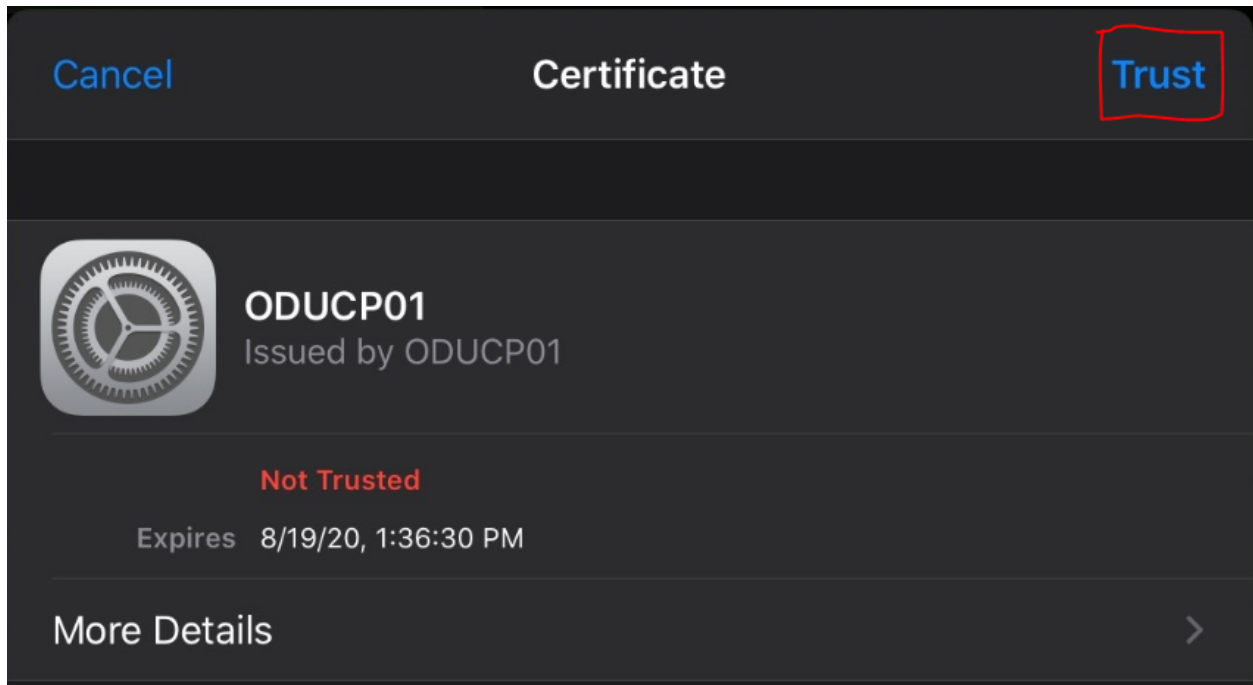 Cancel Certificate Trust
ODUCP01
Issued by ODUCP01
Not Trusted
Expires 8/19/20, 1:36:30 PM
More Details